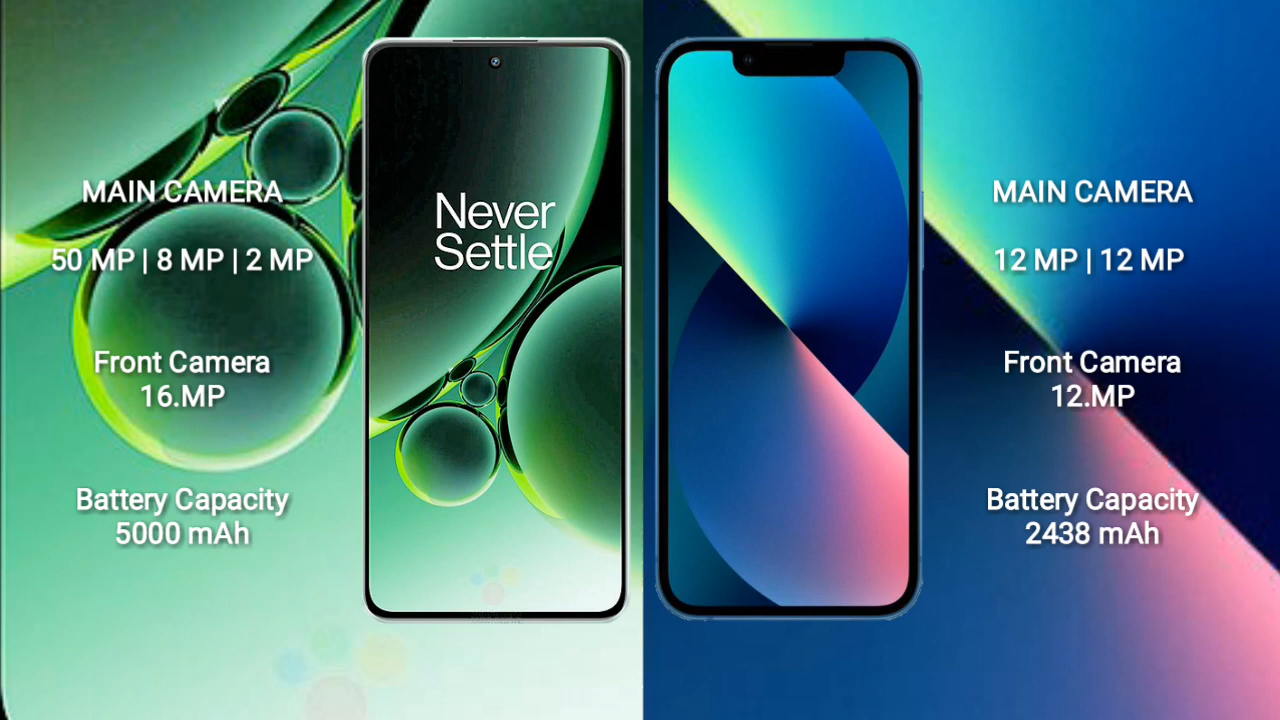 MAIN CAMERA
50 MP | 8 MP | 2 MP
Front Camera
16.MP
Battery Capacity
5000 mAh
Never
Settle
MAIN CAMERA
12 MP | 12 MP
Front Camera
12.MP
Battery Capacity
2438 mAh